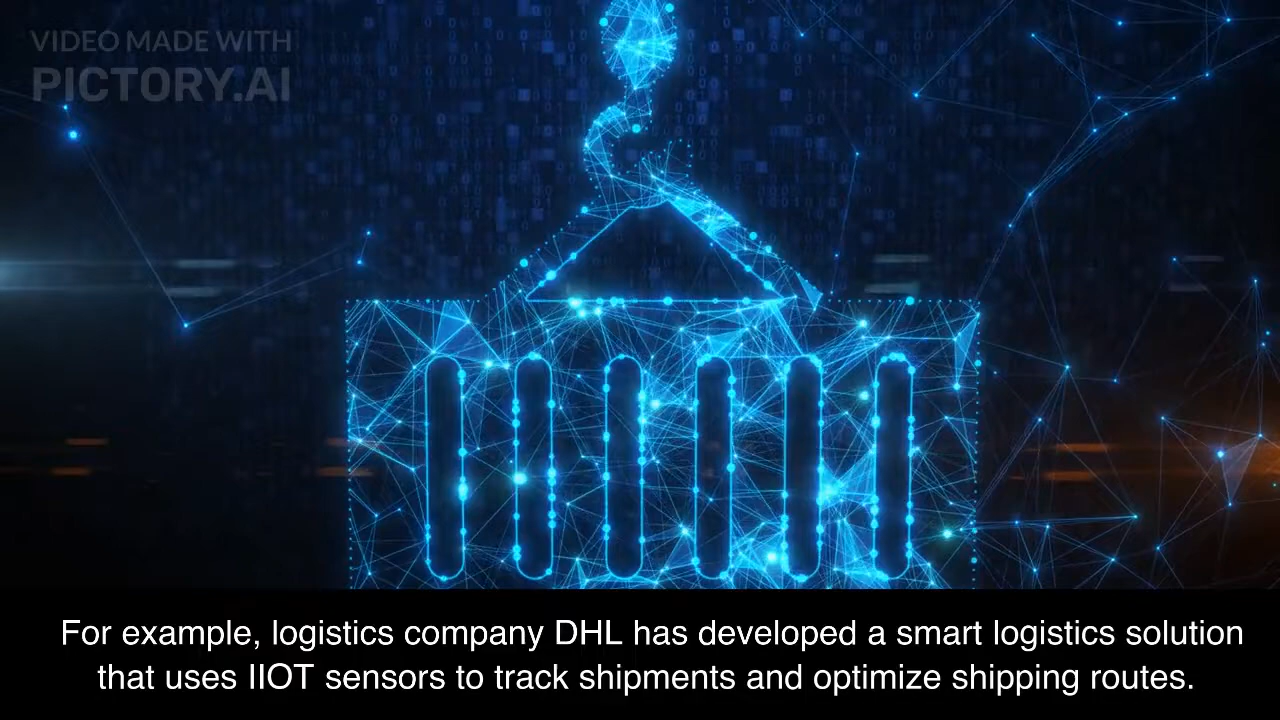 VIDEO MADE WITH
PICTORY.AI
For example, logistics company DHL has developed a smart logistics solution
that uses IIOT sensors to track shipments and optimize shipping routes.